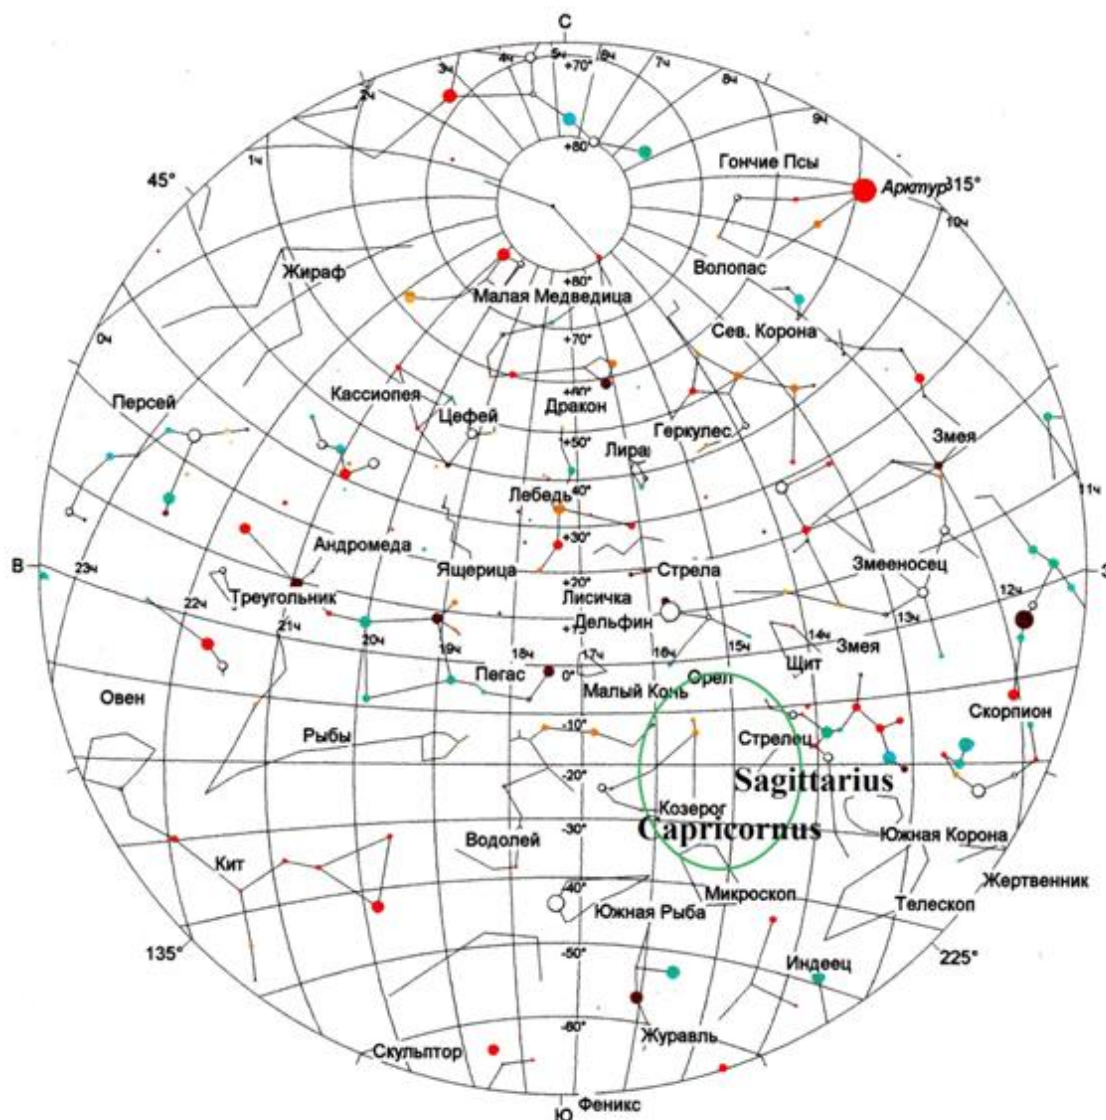 С
3ч 4ч 5ч +70° 6ч 7ч 8ч
2ч 9ч
1ч +80° Гончие Псы
45° Арктур 315°
10ч
Жираф Волопас
+80°
Малая Медведица
Сев. Корона
0ч +70°
Кассиопея +60°
Персей Цефей Дракон
Геркулес Змея
+50°
Лира
+40° 11ч
Лебедь
+30°
Андромеда
В 23ч Ящерица +20° Стрела Змееносец
Треугольник Лисичка 12ч
22ч Дельфин 13ч
21ч 20ч 19ч 18ч 17ч 16ч 15ч 14ч Змея
Пегас 0° Щит
Овен Малый Конь Орел
Скорпион
-10°
Рыбы Стрелец
-20° Sagittarius
Козерог
-30° Capricornus
Водолей Южная Корона
Кит
Жертвенник
-40° Микроскоп
Телескоп
Южная Рыба
135° -50° Индеец 225°
-60°
Журавль
Скульптор
Ю Феникс